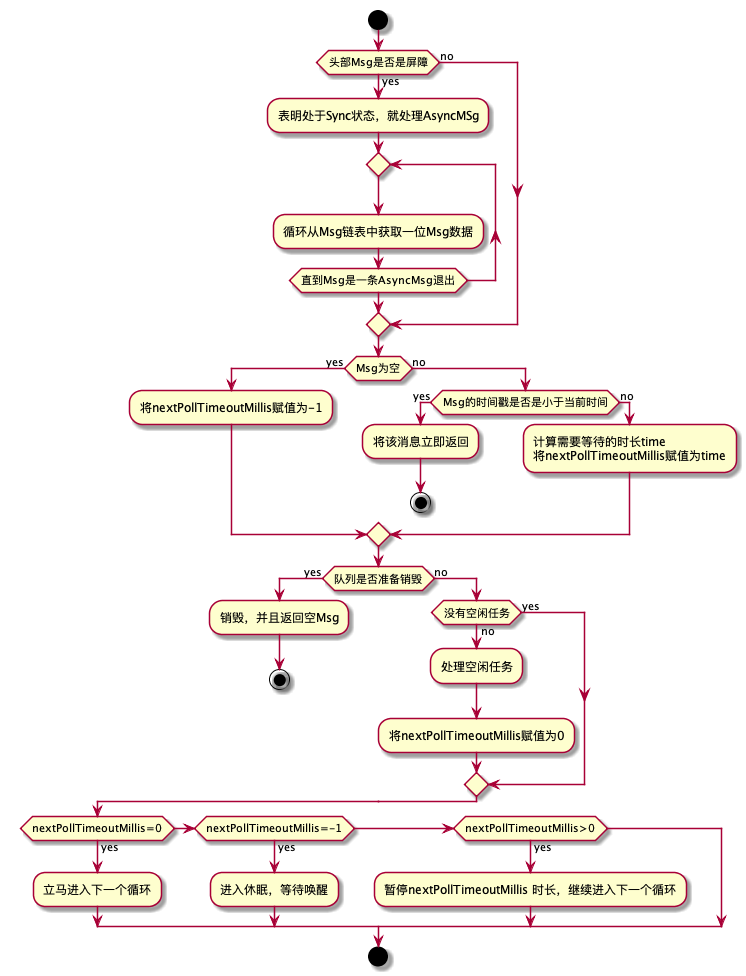 头部Msg是否是屏障
no
yes
表明处于Sync状态，就处理AsyncMSg
循环从Msg链表中获取一位Msg数据
直到Msg是一条AsyncMsg退出
yes
Msg为空
no
将nextPollTimeoutMillis赋值为-1
yes
Msg的时间戳是否是小于当前时间
no
将该消息立即返回
计算需要等待的时长time
将nextPollTimeoutMillis赋值为time
yes
队列是否准备销毁
no
销毁，并且返回空Msg
没有空闲任务
yes
no
处理空闲任务
将nextPollTimeoutMillis赋值为0
nextPollTimeoutMillis=0
nextPollTimeoutMillis=-1
nextPollTimeoutMillis>0
yes
yes
yes
立马进入下一个循环
进入休眠，等待唤醒
暂停nextPollTimeoutMillis 时长，继续进入下一个循环